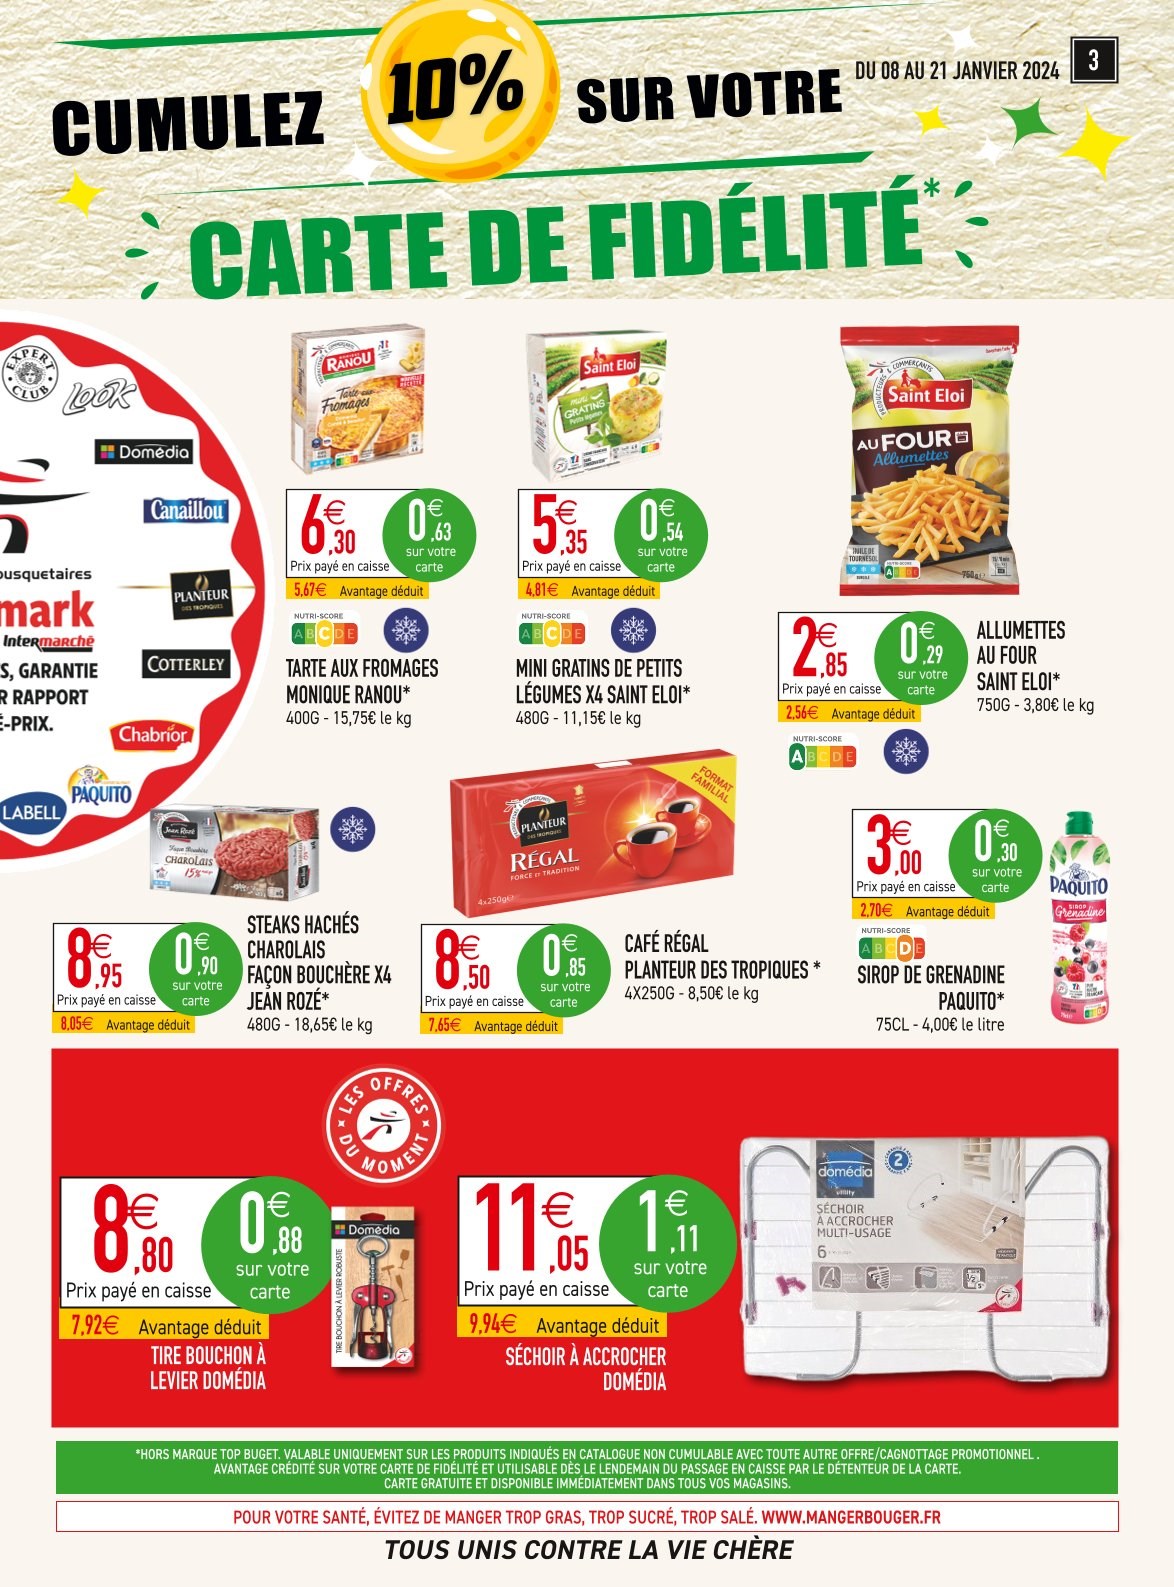 CUMULEZ 10% SUR VOTRE
DU 08 AU 21 JANVIER 2024
3
CARTE DE FIDÉLITÉ*
EXPERT CLUB
LOOK
Domédia
Canaillou
PLANTEUR
DES TROPIQUES
COTTERLEY
Chabrior
PAQUITO
LABELL
ousquetaires
mark
Intermarché
S, GARANTIE
R RAPPORT
É-PRIX.
MONIQUE RANOU
NOUVELLE RECETTE
Tarte aux Fromages
6€,30
Prix payé en caisse
0€,63
sur votre
carte
5,67€ Avantage déduit
NUTRI-SCORE
A B C D E
TARTE AUX FROMAGES
MONIQUE RANOU*
400G - 15,75€ le kg
Saint Eloi
mini GRATINS
Petits légumes
5€,35
Prix payé en caisse
0€,54
sur votre
carte
4,81€ Avantage déduit
NUTRI-SCORE
A B C D E
MINI GRATINS DE PETITS
LÉGUMES X4 SAINT ELOI*
480G - 11,15€ le kg
PRODUCTEURS & COMMERÇANTS
Saint Eloi
AU FOUR
Allumettes
HUILE DE TOURNESOL
750g e
2€,85
Prix payé en caisse
0€,29
sur votre
carte
2,56€ Avantage déduit
NUTRI-SCORE
A B C D E
ALLUMETTES
AU FOUR
SAINT ELOI*
750G - 3,80€ le kg
Jean Rozé
Façon Bouchère
CHAROLAIS
15%
8€,95
Prix payé en caisse
0€,90
sur votre
carte
8,05€ Avantage déduit
STEAKS HACHÉS
CHAROLAIS
FAÇON BOUCHÈRE X4
JEAN ROZÉ*
480G - 18,65€ le kg
FORMAT FAMILIAL
PLANTEUR
DES TROPIQUES
RÉGAL
FORCE ET TRADITION
4x250g e
8€,50
Prix payé en caisse
0€,85
sur votre
carte
7,65€ Avantage déduit
CAFÉ RÉGAL
PLANTEUR DES TROPIQUES *
4X250G - 8,50€ le kg
3€,00
Prix payé en caisse
0€,30
sur votre
carte
2,70€ Avantage déduit
NUTRI-SCORE
A B C D E
SIROP DE GRENADINE
PAQUITO*
75CL - 4,00€ le litre
PAQUITO
SIROP
Grenadine
LES OFFRES DU MOMENT
8€,80
Prix payé en caisse
0€,88
sur votre
carte
7,92€ Avantage déduit
TIRE BOUCHON À
LEVIER DOMÉDIA
Domédia
TIRE BOUCHON À LEVIER ROBUSTE
11€,05
Prix payé en caisse
1€,11
sur votre
carte
9,94€ Avantage déduit
SÉCHOIR À ACCROCHER
DOMÉDIA
domédia
utility
2
SÉCHOIR
À ACCROCHER
MULTI-USAGE
6
*HORS MARQUE TOP BUGET. VALABLE UNIQUEMENT SUR LES PRODUITS INDIQUÉS EN CATALOGUE NON CUMULABLE AVEC TOUTE AUTRE OFFRE/CAGNOTTAGE PROMOTIONNEL .
AVANTAGE CRÉDITÉ SUR VOTRE CARTE DE FIDÉLITÉ ET UTILISABLE DÈS LE LENDEMAIN DU PASSAGE EN CAISSE PAR LE DÉTENTEUR DE LA CARTE.
CARTE GRATUITE ET DISPONIBLE IMMÉDIATEMENT DANS TOUS VOS MAGASINS.
POUR VOTRE SANTÉ, ÉVITEZ DE MANGER TROP GRAS, TROP SUCRÉ, TROP SALÉ. WWW.MANGERBOUGER.FR
TOUS UNIS CONTRE LA VIE CHÈRE